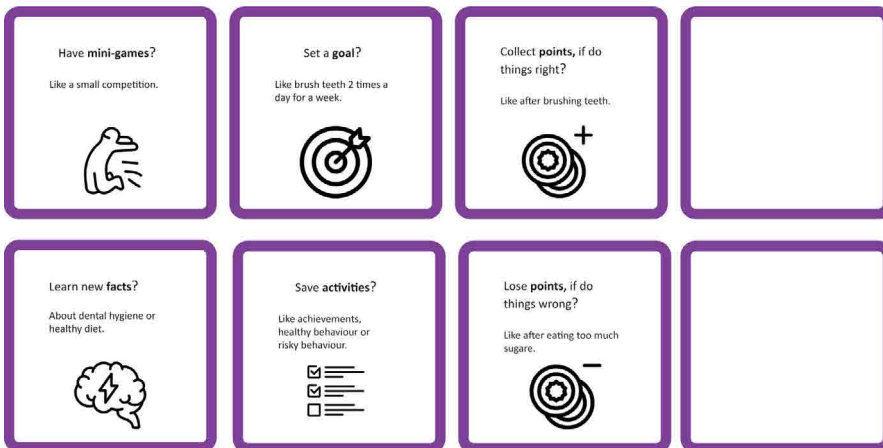 Have mini-games?
Like a small competition.
Set a goal?
Like brush teeth 2 times a
day for a week.
Collect points, if do
things right?
Like after brushing teeth.
Learn new facts?
About dental hygiene or
healthy diet.
Save activities?
Like achievements,
healthy behaviour or
risky behaviour.
Lose points, if do
things wrong?
Like after eating too much
sugare.